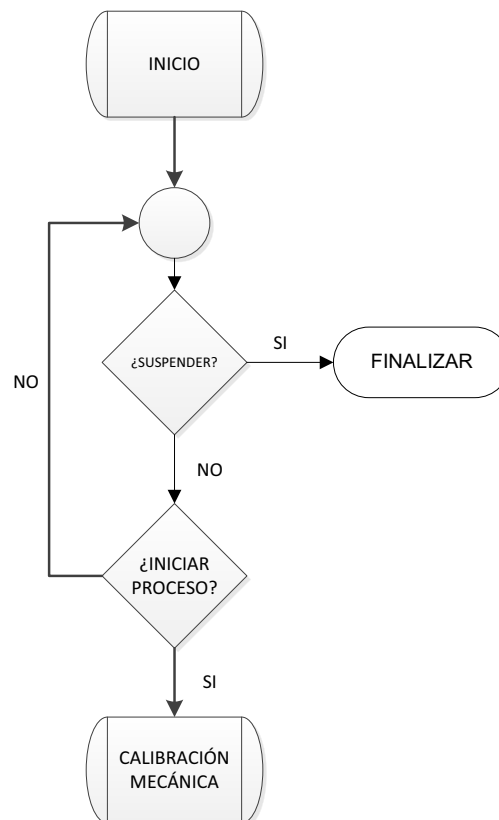 INICIO
¿SUSPENDER?
SI
FINALIZAR
NO
NO
¿INICIAR
PROCESO?
SI
CALIBRACIÓN
MECÁNICA